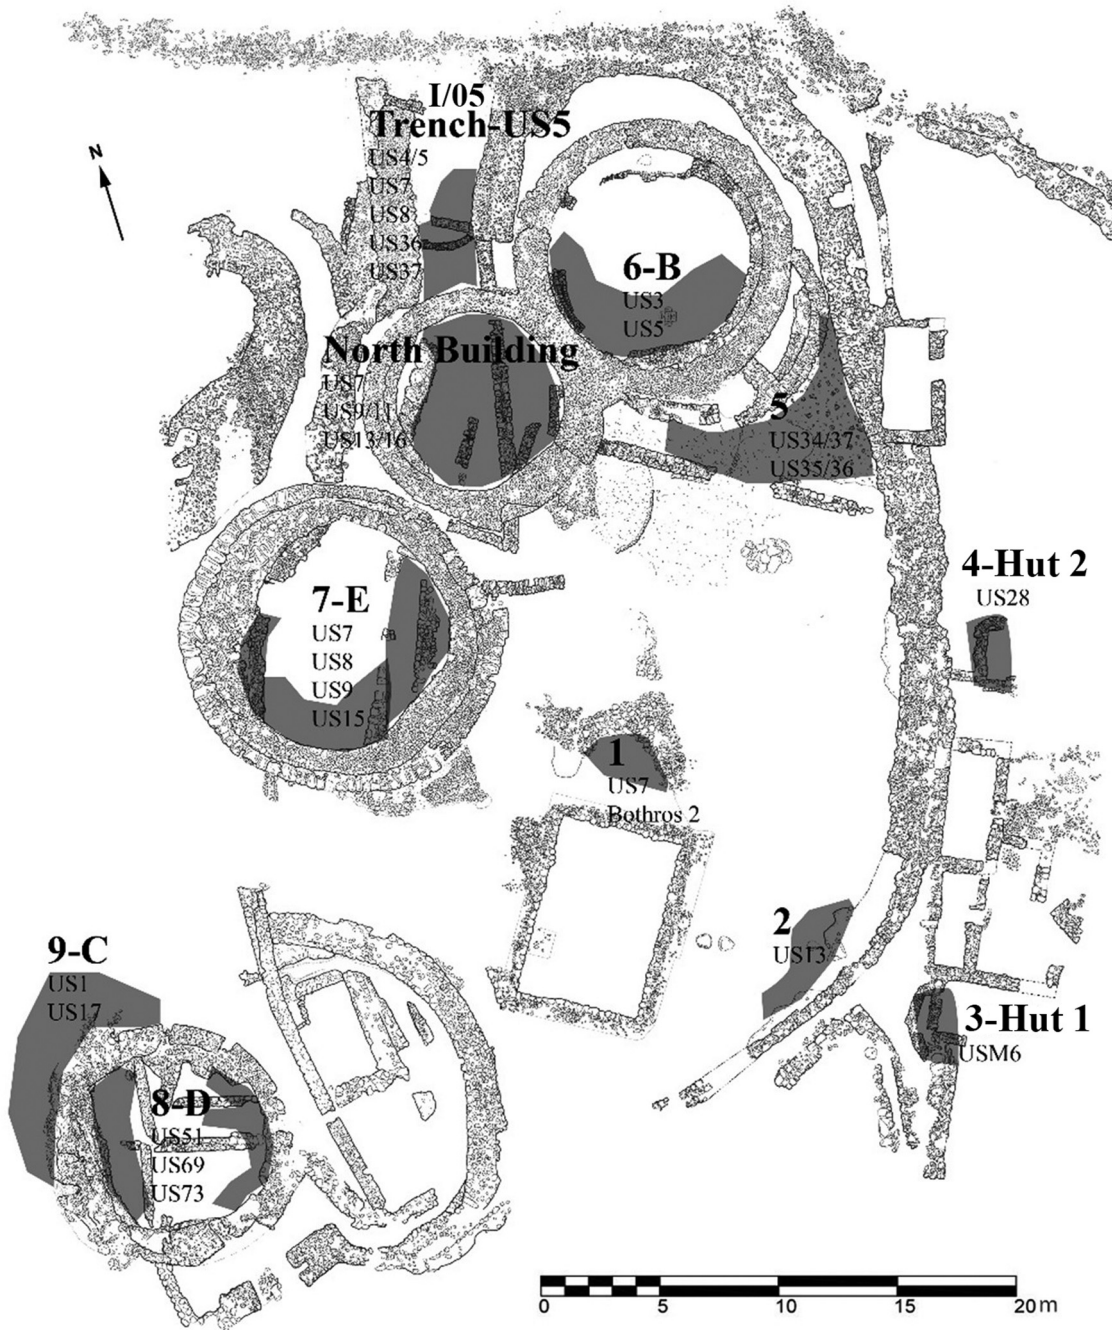 I/05
Trench-US5
US4/5
US7
US8
US36
US37
N
6-B
US3
US5
North Building
US7
US9/11
US13/16
5
US34/37
US35/36
4-Hut 2
US28
7-E
US7
US8
US9
US15
1
US7
Bothros 2
2
US13
9-C
US1
US17
3-Hut 1
USM6
8-D
US51
US69
US73
0 5 10 15 20 m